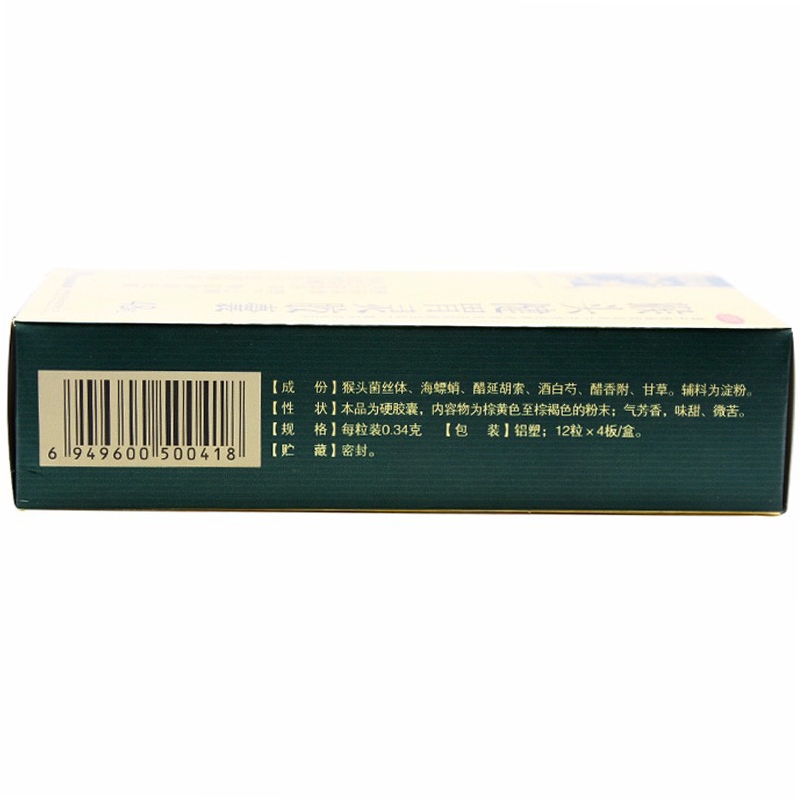 【成 份】猴头菌丝体、海螵蛸、醋延胡索、酒白芍、醋香附、甘草。辅料为淀粉。
【性 状】本品为硬胶囊，内容物为棕黄色至棕褐色的粉末；气芳香，味甜、微苦。
【规 格】每粒装0.34克 【包 装】铝塑；12粒×4板/盒。
【贮 藏】密封。
6 949600 500418